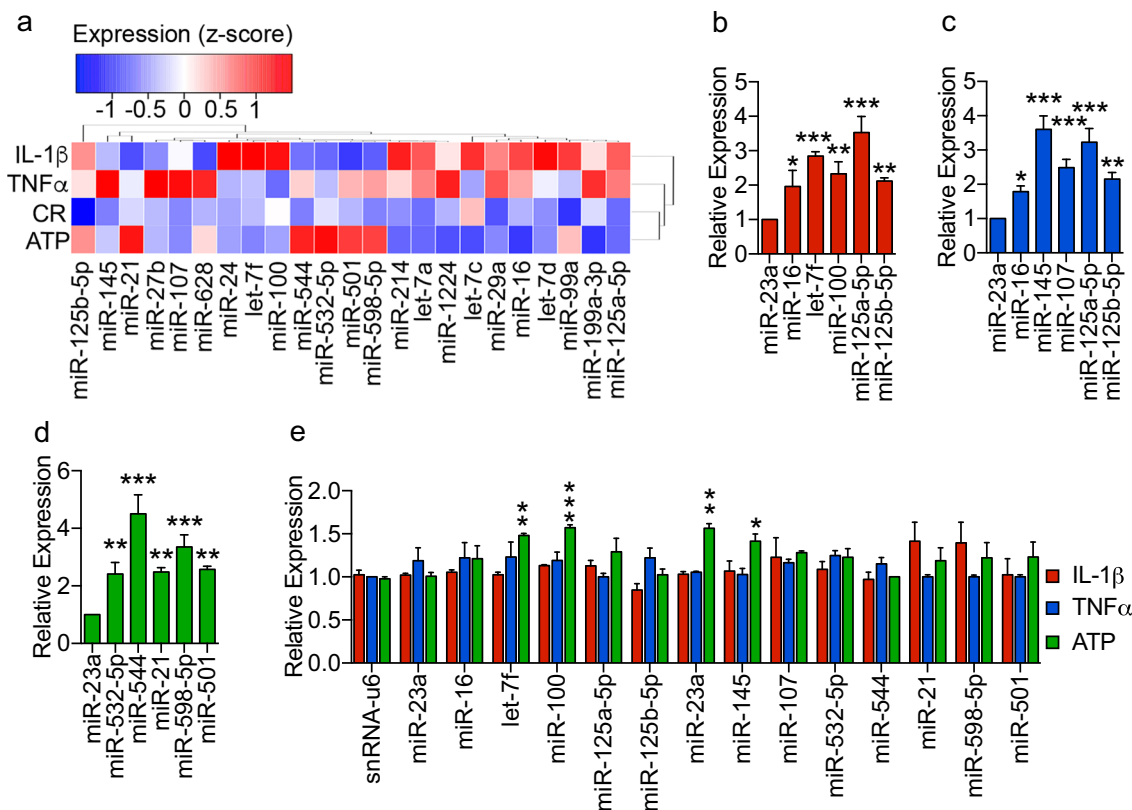 a
Expression (z-score)
-1 -0.5 0 0.5 1
IL-1β
TNFα
CR
ATP
miR-125b-5p
miR-145
miR-21
miR-27b
miR-107
miR-628
miR-24
let-7f
miR-100
miR-544
miR-532-5p
miR-501
miR-598-5p
miR-214
let-7a
miR-1224
let-7c
miR-29a
miR-16
let-7d
miR-99a
miR-199a-3p
miR-125a-5p
b
Relative Expression
5
4
3
2
1
0
* *** ** *** **
miR-23a
miR-16
let-7f
miR-100
miR-125a-5p
miR-125b-5p
c
Relative Expression
5
4
3
2
1
0
* *** *** *** **
miR-23a
miR-16
miR-145
miR-107
miR-125a-5p
miR-125b-5p
d
Relative Expression
6
4
2
0
** *** ** *** **
miR-23a
miR-532-5p
miR-544
miR-21
miR-598-5p
miR-501
e
Relative Expression
2.0
1.5
1.0
0.5
0.0
** *** ** *
snRNA-u6
miR-23a
miR-16
let-7f
miR-100
miR-125a-5p
miR-125b-5p
miR-23a
miR-145
miR-107
miR-532-5p
miR-544
miR-21
miR-598-5p
miR-501
IL-1β
TNFα
ATP